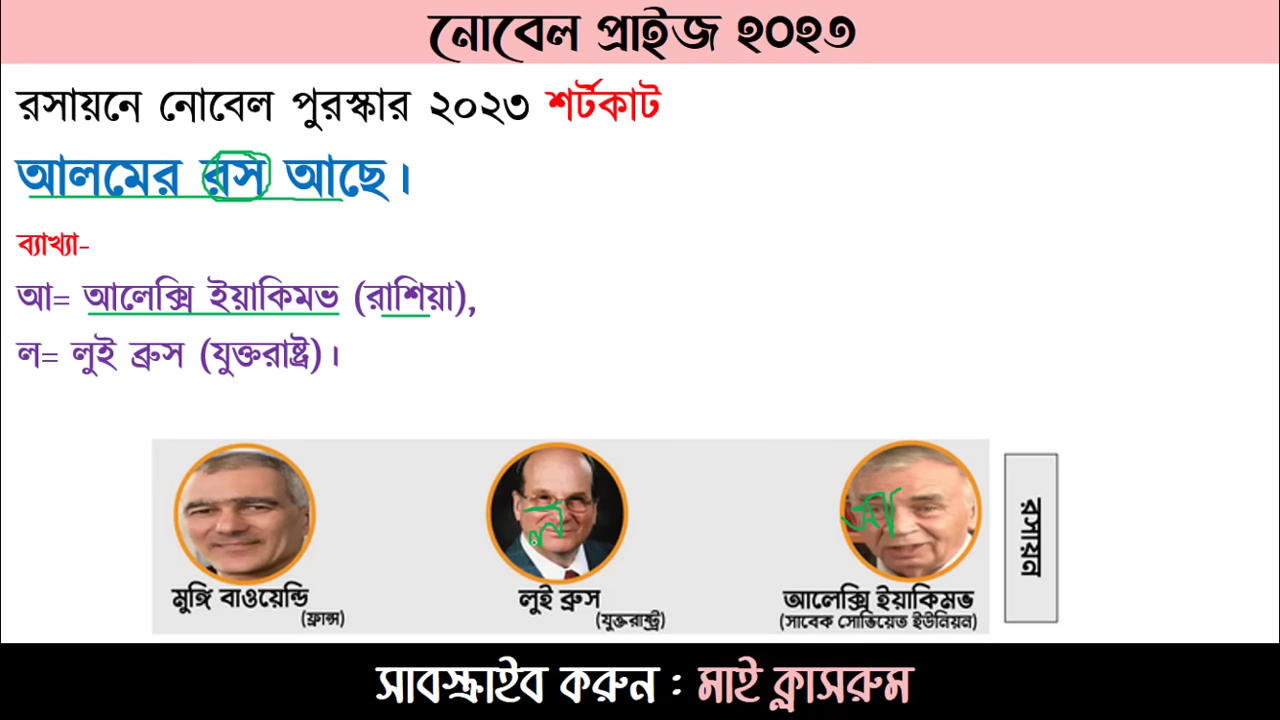 নোবেল প্রাইজ ২০২৩
রসায়নে নোবেল পুরস্কার ২০২৩ শর্টকাট
আলমের রস আছে।
ব্যাখ্যা-
আ= আলেক্সি ইয়াকিমভ (রাশিয়া),
ল= লুই ব্রুস (যুক্তরাষ্ট্র)।
ল
আ
রসায়ন
মুঙ্গি বাওয়েন্ডি
(ফ্রান্স)
লুই ব্রুস
(যুক্তরাষ্ট্র)
আলেক্সি ইয়াকিমভ
(সাবেক সোভিয়েত ইউনিয়ন)
সাবস্ক্রাইব করুন : মাই ক্লাসরুম